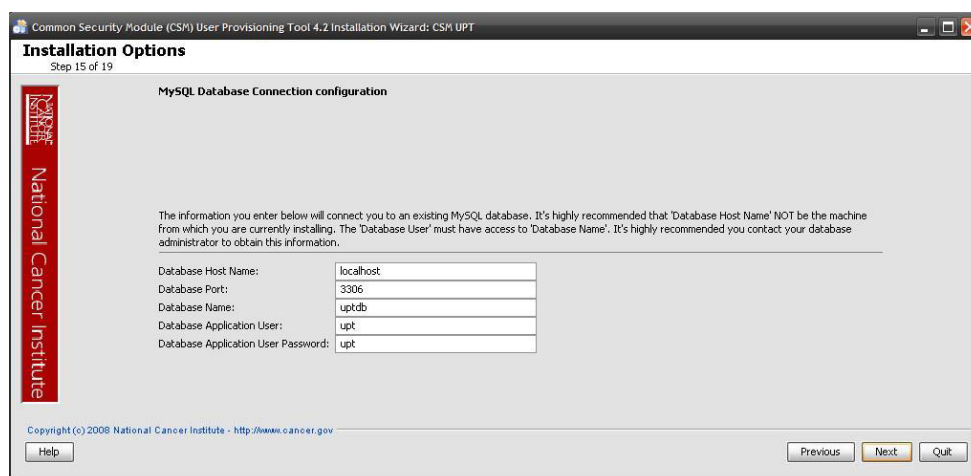 Common Security Module (CSM) User Provisioning Tool 4.2 Installation Wizard: CSM UPT
Installation Options
Step 15 of 19
NATIONAL
CANCER
INSTITUTE
National Cancer Institute
MySQL Database Connection configuration
The information you enter below will connect you to an existing MySQL database. It's highly recommended that 'Database Host Name' NOT be the machine
from which you are currently installing. The 'Database User' must have access to 'Database Name'. It's highly recommended you contact your database
administrator to obtain this information.
Database Host Name: localhost
Database Port: 3306
Database Name: uptdb
Database Application User: upt
Database Application User Password: upt
Copyright (c) 2008 National Cancer Institute - http://www.cancer.gov
Help Previous Next Quit